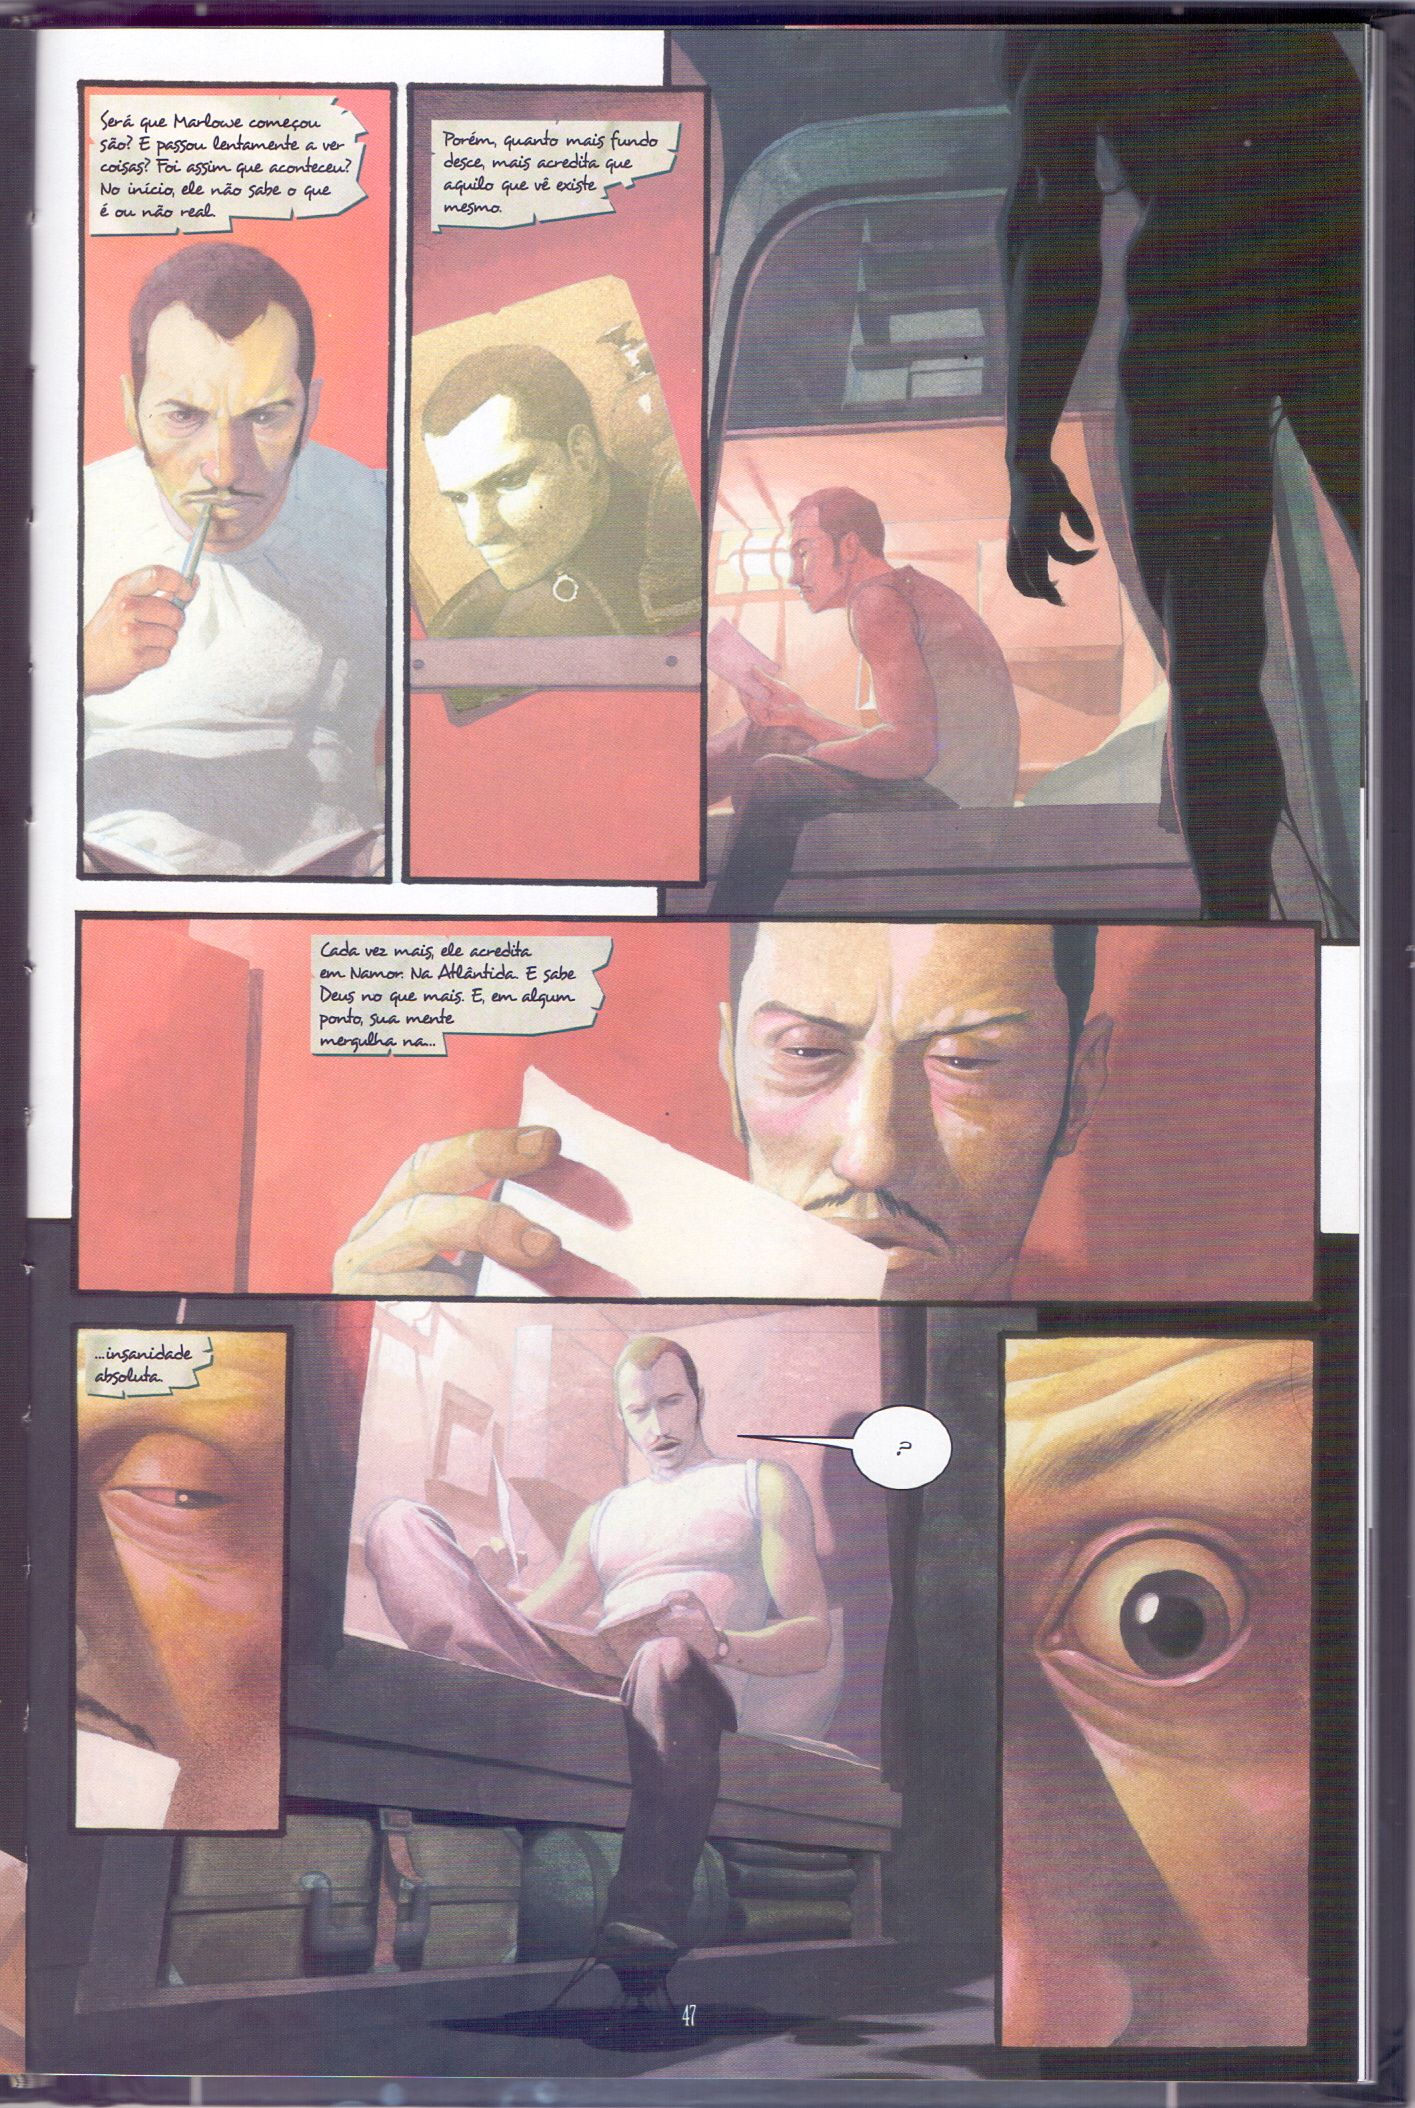 Será que Marlowe começou
são? E passou lentamente a ver
coisas? Foi assim que aconteceu?
No início, ele não sabe o que
é ou não real.
Porém, quanto mais fundo
desce, mais acredita que
aquilo que vê existe
mesmo.
Cada vez mais, ele acredita
em Namor. Na Atlântida. E sabe
Deus no que mais. E, em algum
ponto, sua mente
mergulha na...
...insanidade
absoluta.
?
47